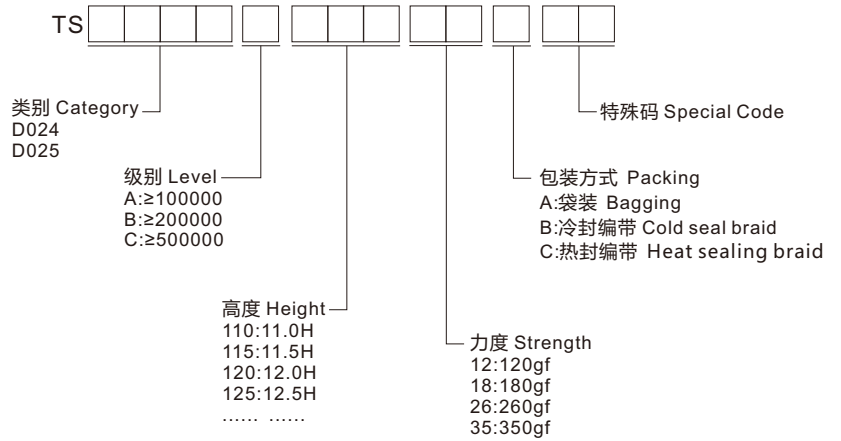 TS
类别 Category
D024
D025
级别 Level
A:≥100000
B:≥200000
C:≥500000
高度 Height
110:11.0H
115:11.5H
120:12.0H
125:12.5H
...... ......
力度 Strength
12:120gf
18:180gf
26:260gf
35:350gf
包装方式 Packing
A:袋装 Bagging
B:冷封编带 Cold seal braid
C:热封编带 Heat sealing braid
特殊码 Special Code